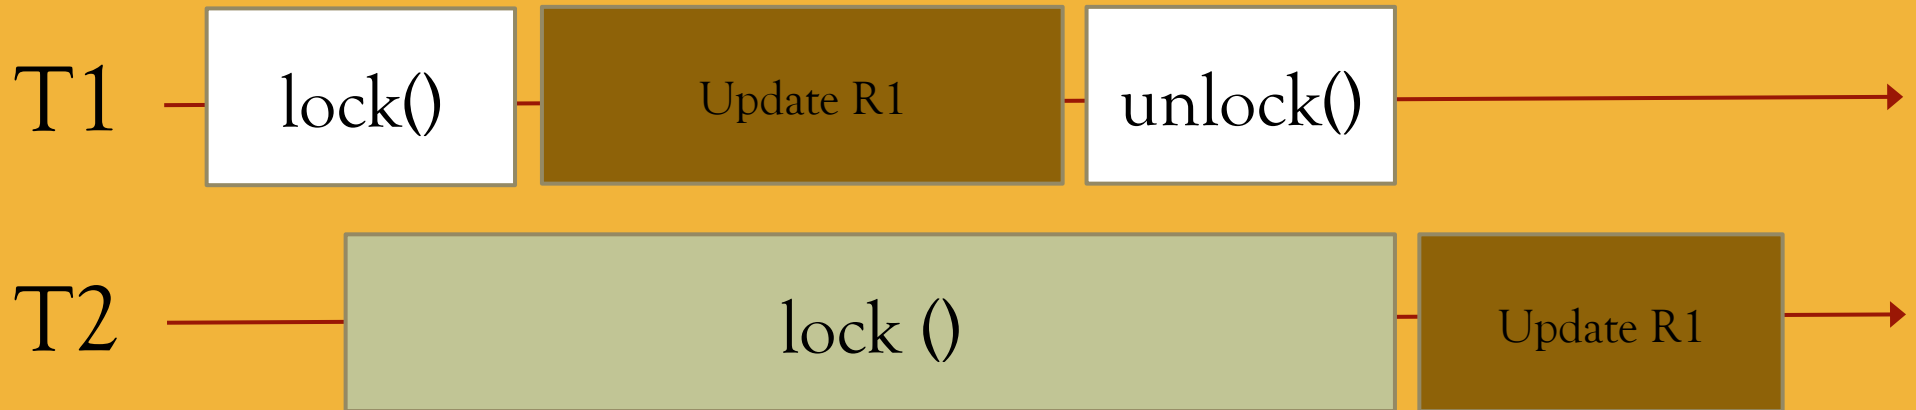 T1 lock() Update R1 unlock()
T2 lock () Update R1